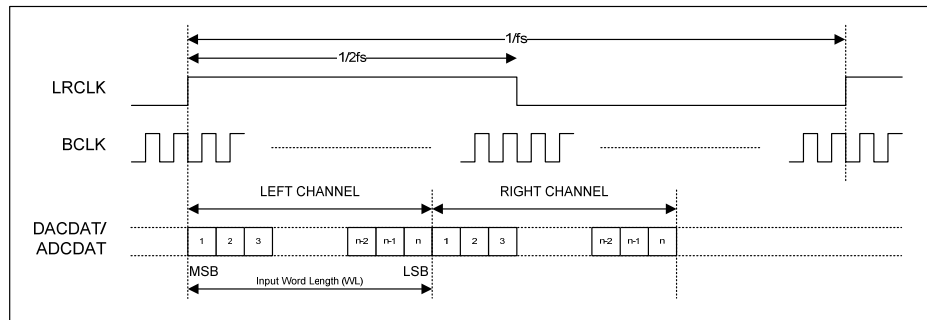 1/fs
1/2fs
LRCLK
BCLK
LEFT CHANNEL RIGHT CHANNEL
DACDAT/
ADCDAT
1 2 3 n-2 n-1 n 1 2 3 n-2 n-1 n
MSB LSB
Input Word Length (WL)